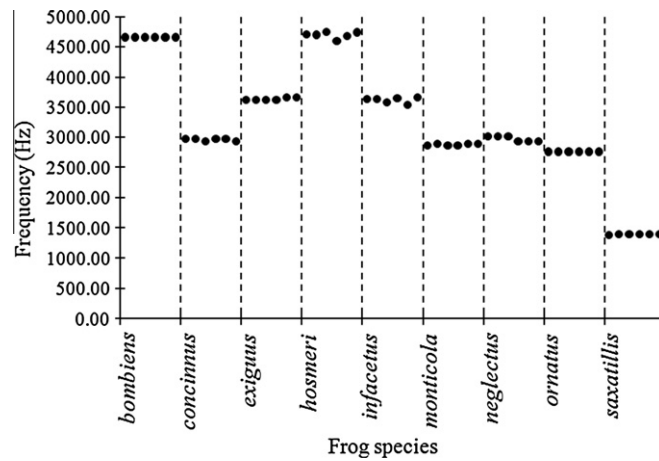 5000.00
4500.00
4000.00
3500.00
3000.00
2500.00
2000.00
1500.00
1000.00
500.00
0.00
Frequency (Hz)
bombiens
concinnus
exiguus
hosmeri
infacetus
monticola
neglectus
ornatus
saxatillis
Frog species